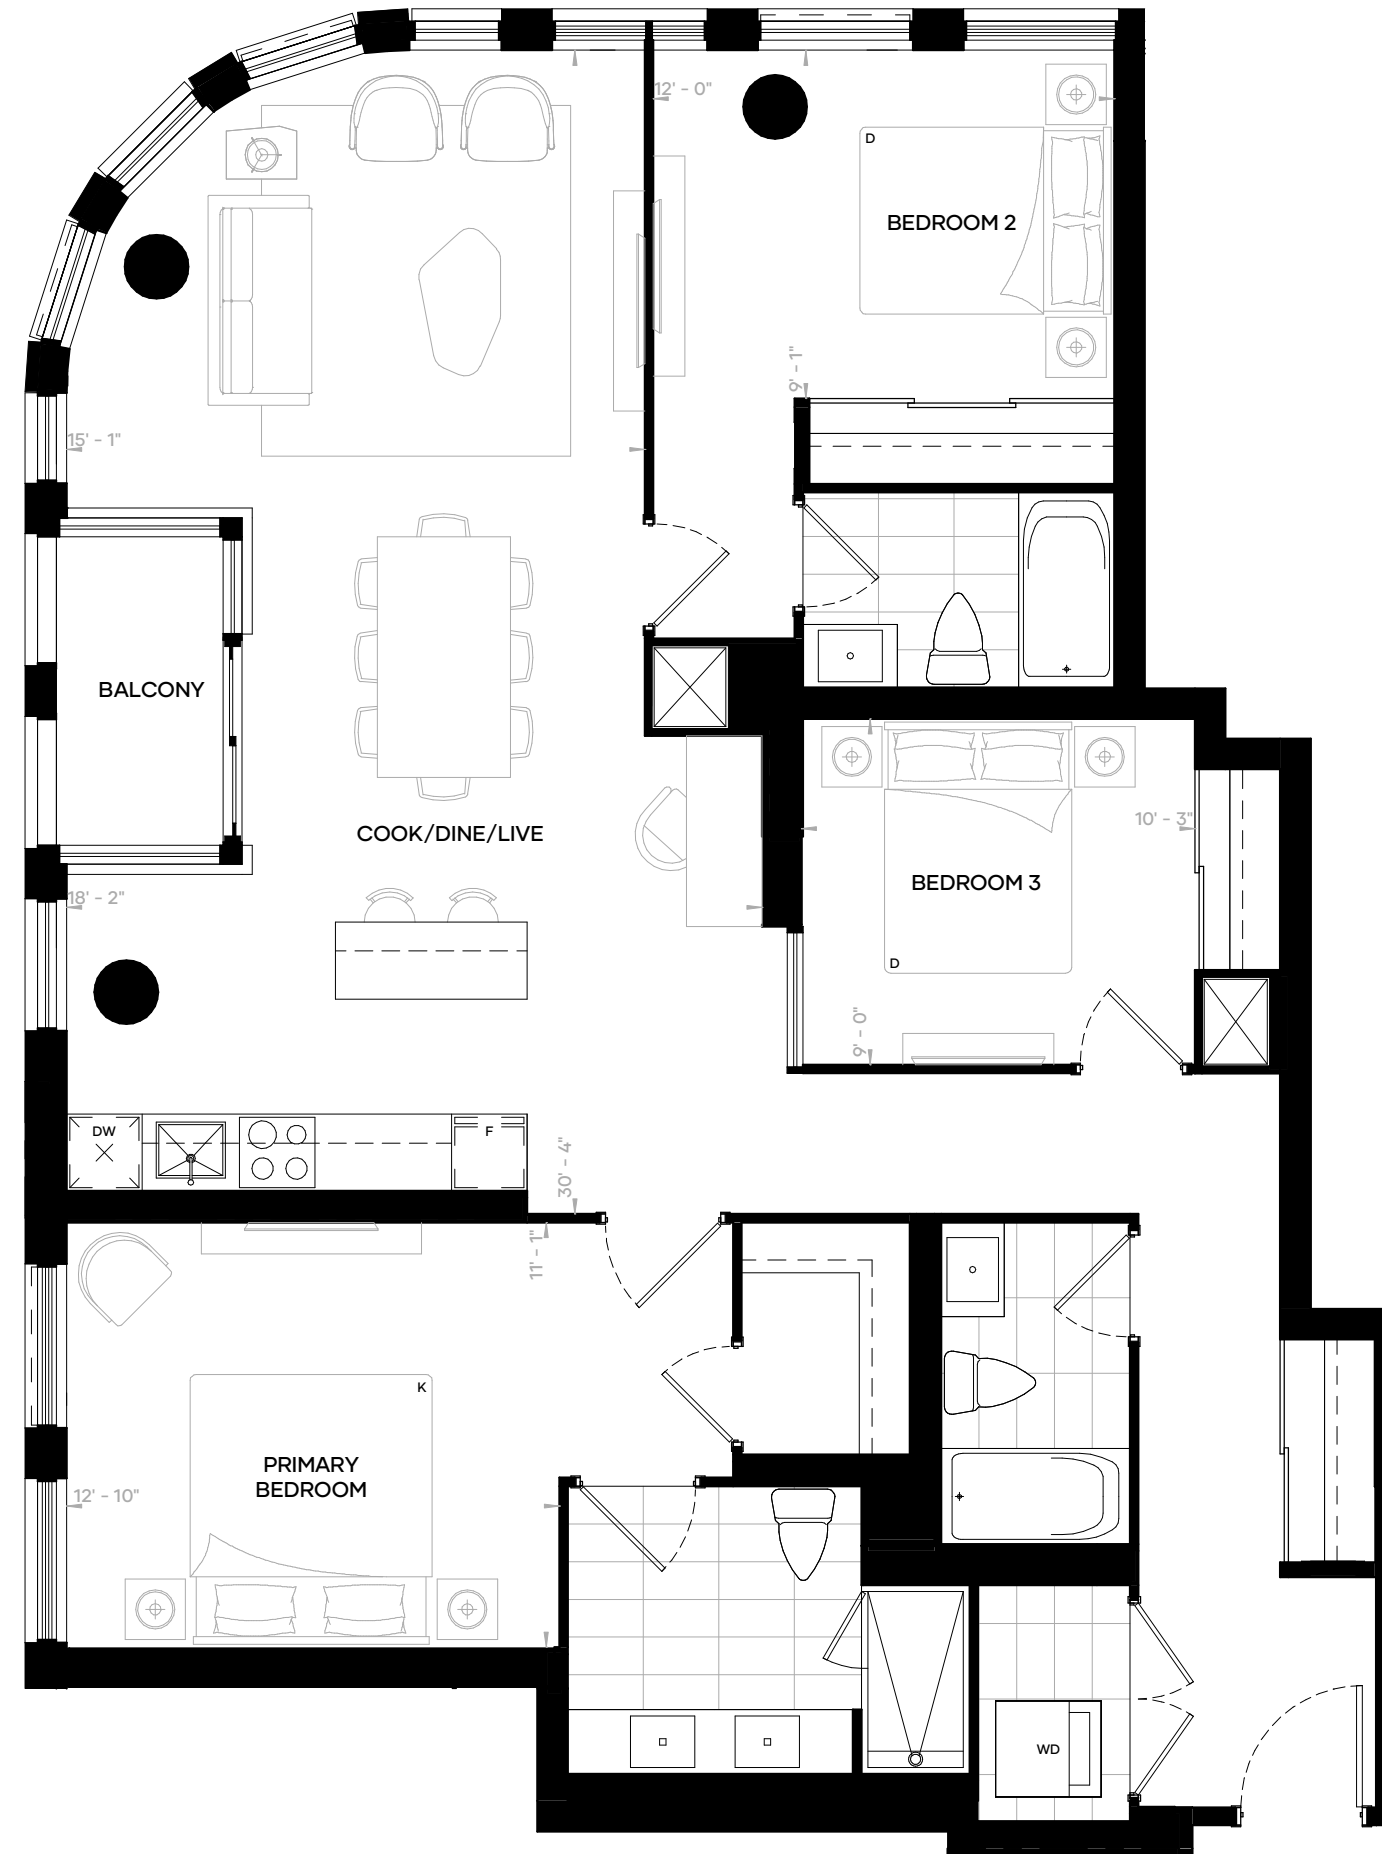 12' - 0"
D
BEDROOM 2
9' - 1"
15' - 1"
BALCONY
COOK/DINE/LIVE
10' - 3"
BEDROOM 3
18' - 2"
D
9' - 0"
DW
F
30' - 4"
11' - 1"
K
PRIMARY
BEDROOM
12' - 10"
WD